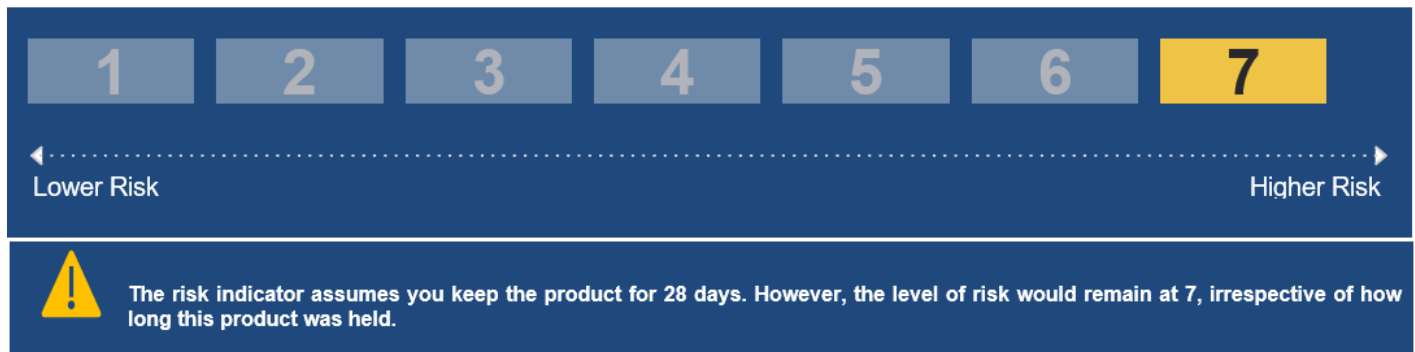 1 2 3 4 5 6 7
Lower Risk Higher Risk
The risk indicator assumes you keep the product for 28 days. However, the level of risk would remain at 7, irrespective of how
long this product was held.